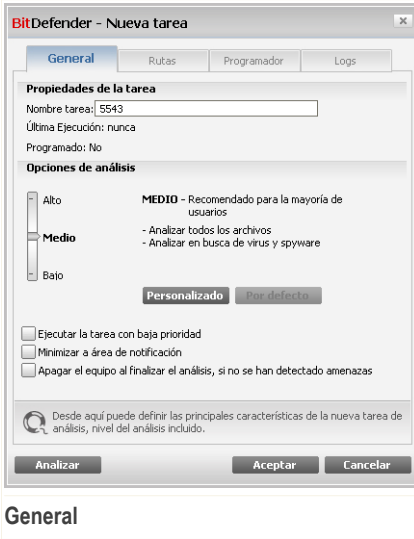 BitDefender - Nueva tarea
General
Rutas
Programador
Logs
Propiedades de la tarea
Nombre tarea: 5543
Última Ejecución: nunca
Programado: No
Opciones de análisis
Alto
Medio
Bajo
MEDIO - Recomendado para la mayoría de
usuarios
- Analizar todos los archivos
- Analizar en busca de virus y spyware
Personalizado
Por defecto
Ejecutar la tarea con baja prioridad
Minimizar a área de notificación
Apagar el equipo al finalizar el análisis, si no se han detectado amenazas
Desde aquí puede definir las principales características de la nueva tarea de
análisis, nivel del análisis incluido.
Analizar
Aceptar
Cancelar
General